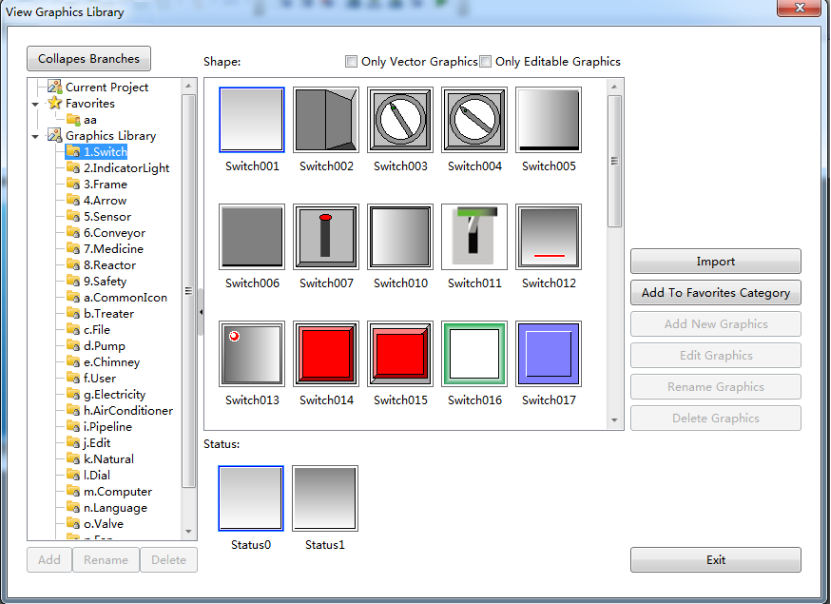 View Graphics Library
Collapes Branches
Current Project
Favorites
aa
Graphics Library
1.Switch
2.IndicatorLight
3.Frame
4.Arrow
5.Sensor
6.Conveyor
7.Medicine
8.Reactor
9.Safety
a.CommonIcon
b.Treater
c.File
d.Pump
e.Chimney
f.User
g.Electricity
h.AirConditioner
i.Pipeline
j.Edit
k.Natural
l.Dial
m.Computer
n.Language
o.Valve
Add Rename Delete
Shape: Only Vector Graphics Only Editable Graphics
Switch001 Switch002 Switch003 Switch004 Switch005
Switch006 Switch007 Switch010 Switch011 Switch012
Switch013 Switch014 Switch015 Switch016 Switch017
Status:
Status0 Status1
Import
Add To Favorites Category
Add New Graphics
Edit Graphics
Rename Graphics
Delete Graphics
Exit